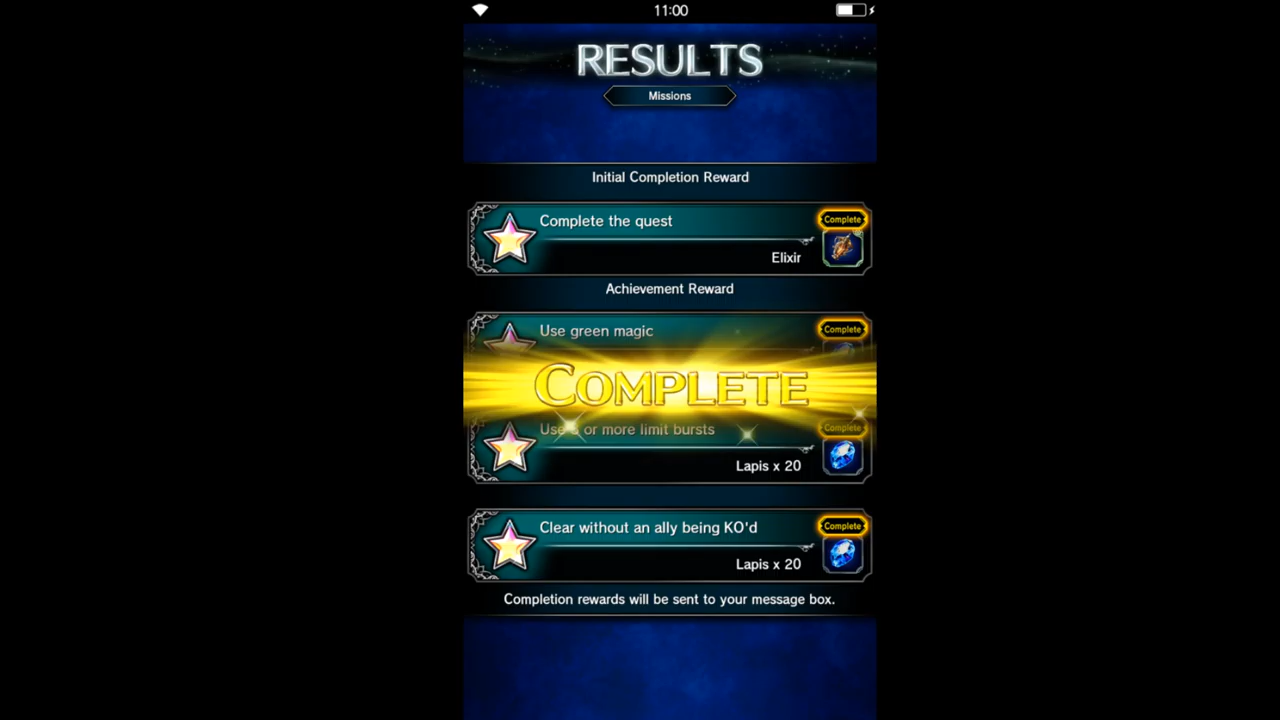 11:00
RESULTS
Missions
Initial Completion Reward
Complete the quest
Complete
Elixir
Achievement Reward
Use green magic
Complete
COMPLETE
Use or more limit bursts
Complete
Lapis x 20
Clear without an ally being KO'd
Complete
Lapis x 20
Completion rewards will be sent to your message box.